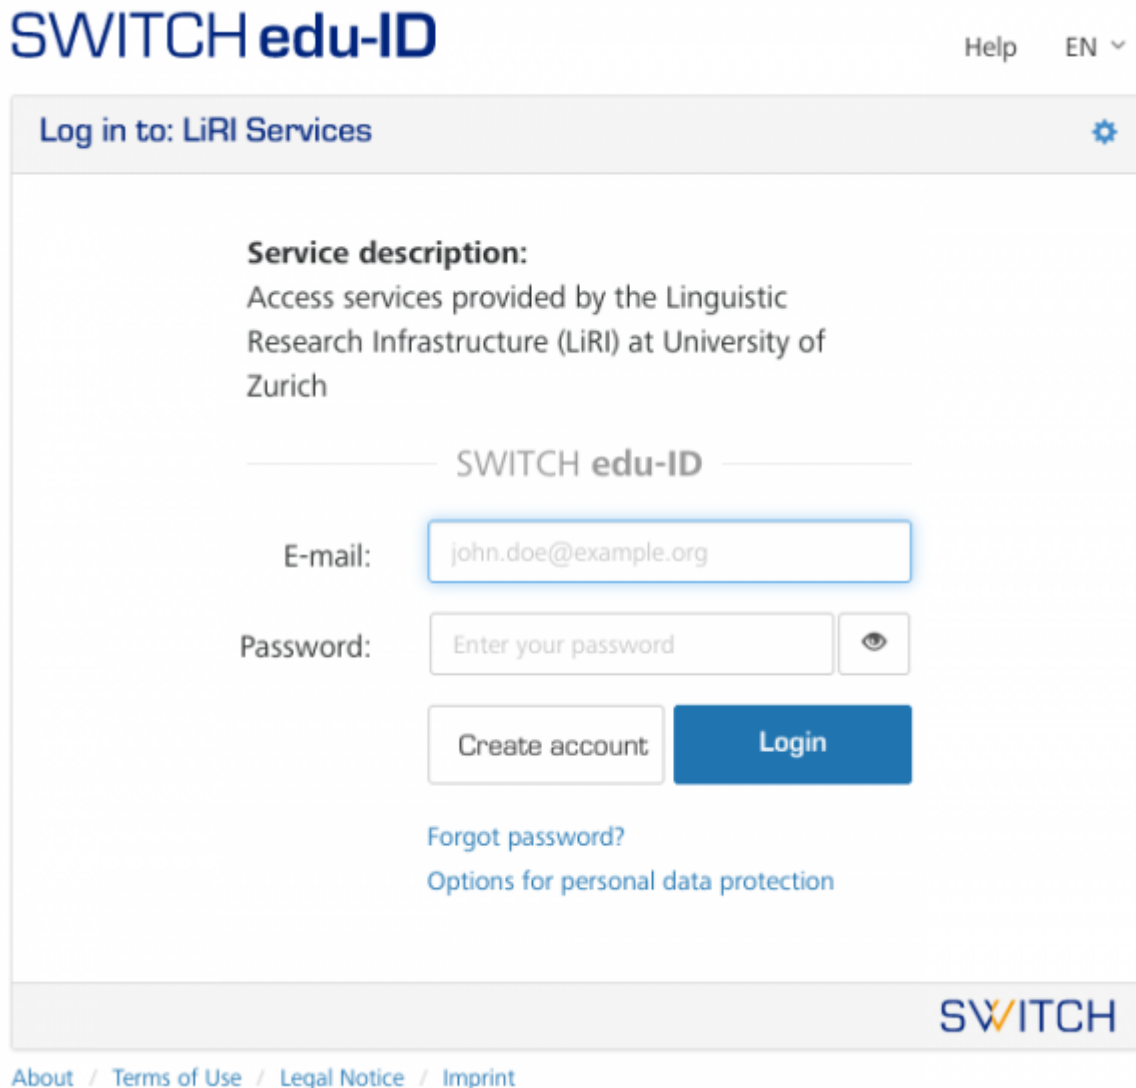 SWITCH edu-ID
Help EN
Log in to: LiRI Services
Service description:
Access services provided by the Linguistic
Research Infrastructure (LiRI) at University of
Zurich
SWITCH edu-ID
E-mail: john.doe@example.org
Password: Enter your password
Create account Login
Forgot password?
Options for personal data protection
SWITCH
About / Terms of Use / Legal Notice / Imprint